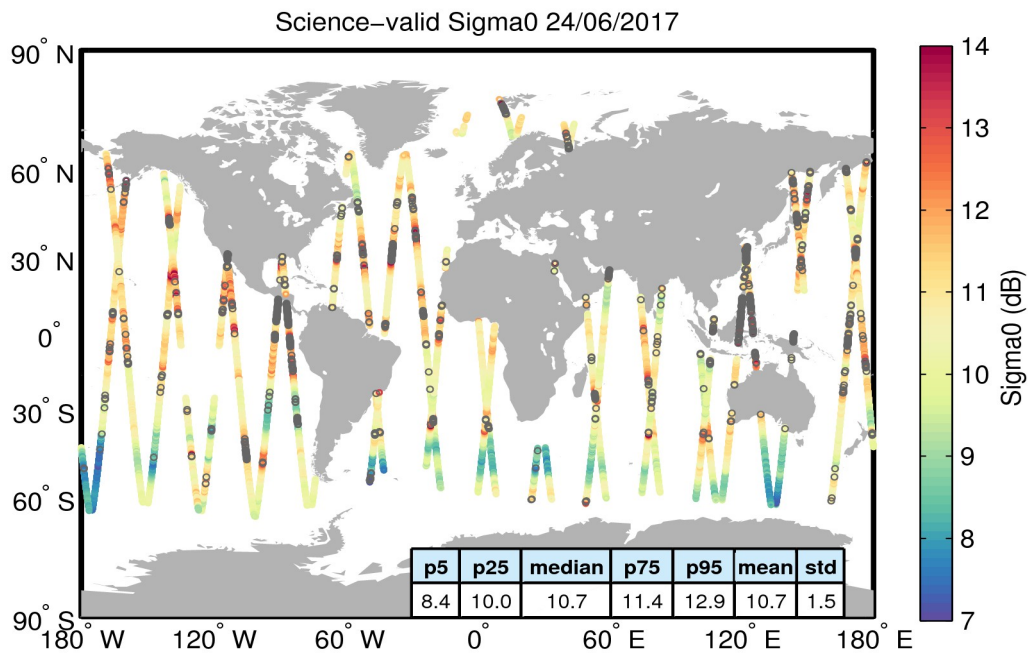 Science−valid Sigma0 24/06/2017
90° N
60° N
30° N
0°
30° S
60° S
90° S
180° W
120° W
60° W
0°
60° E
120° E
180° E
p5 p25 median p75 p95 mean std
8.4 10.0 10.7 11.4 12.9 10.7 1.5
14
13
12
11
10
9
8
7
Sigma0 (dB)